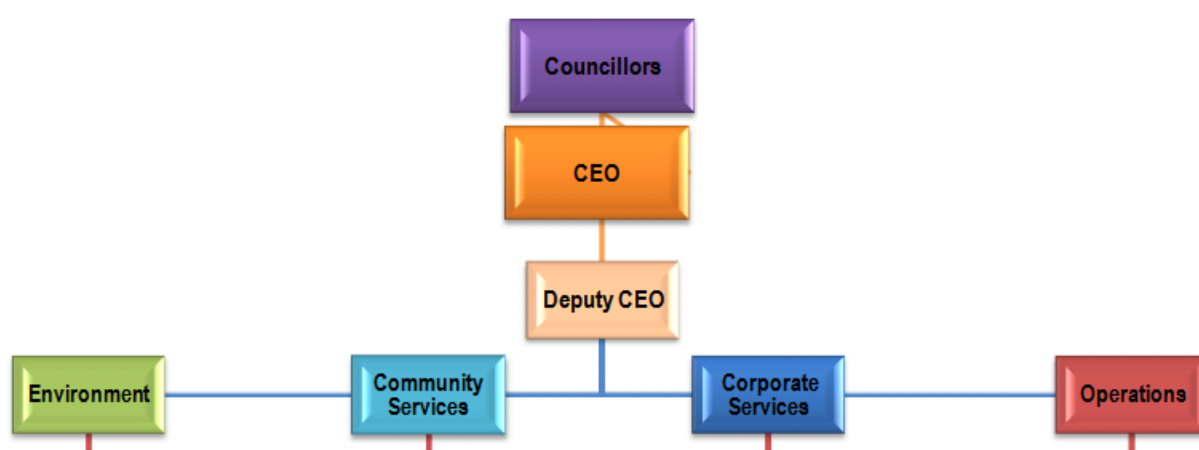 Councillors
CEO
Deputy CEO
Environment
Community
Services
Corporate
Services
Operations